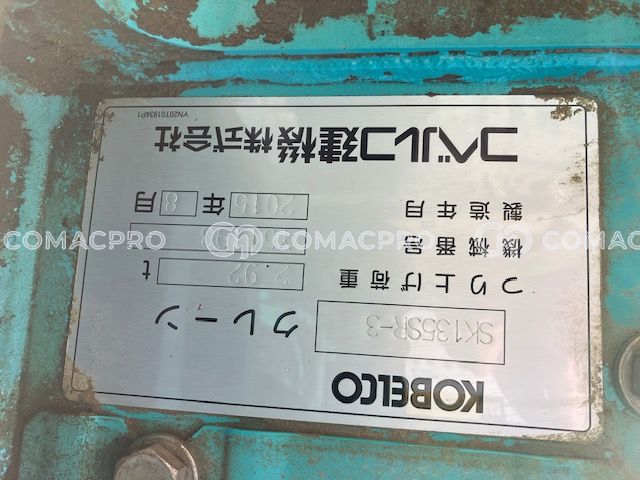 KOBELCO
SK135SR-3 クレーン
つり上げ荷重 2.92 t
機械番号
製造年月 2015 年 8 月
コベルコ建機株式会社
YN20T01934P1
COMACPRO COMACPRO COMACPRO